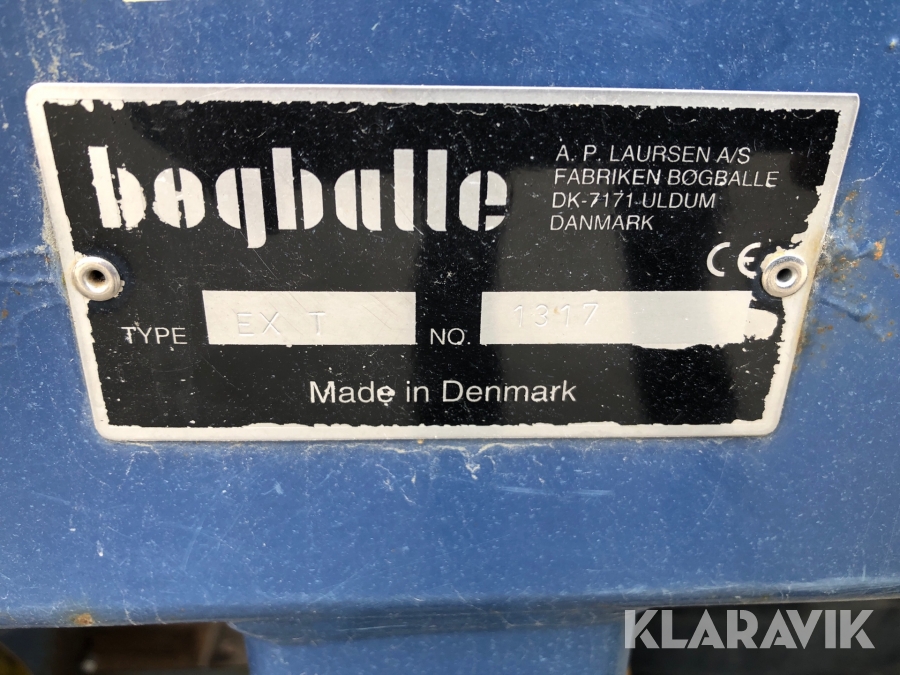 bøgballe
A. P. LAURSEN A/S
FABRIKEN BØGBALLE
DK-7171 ULDUM
DANMARK
CE
TYPE EX T NO. 1317
Made in Denmark
KLARAVIK